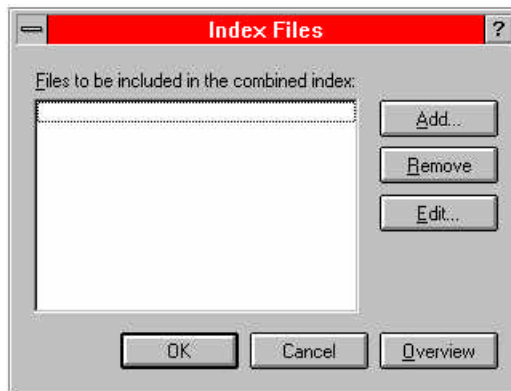 Index Files
?
Files to be included in the combined index:
Add...
Remove
Edit...
OK
Cancel
Overview